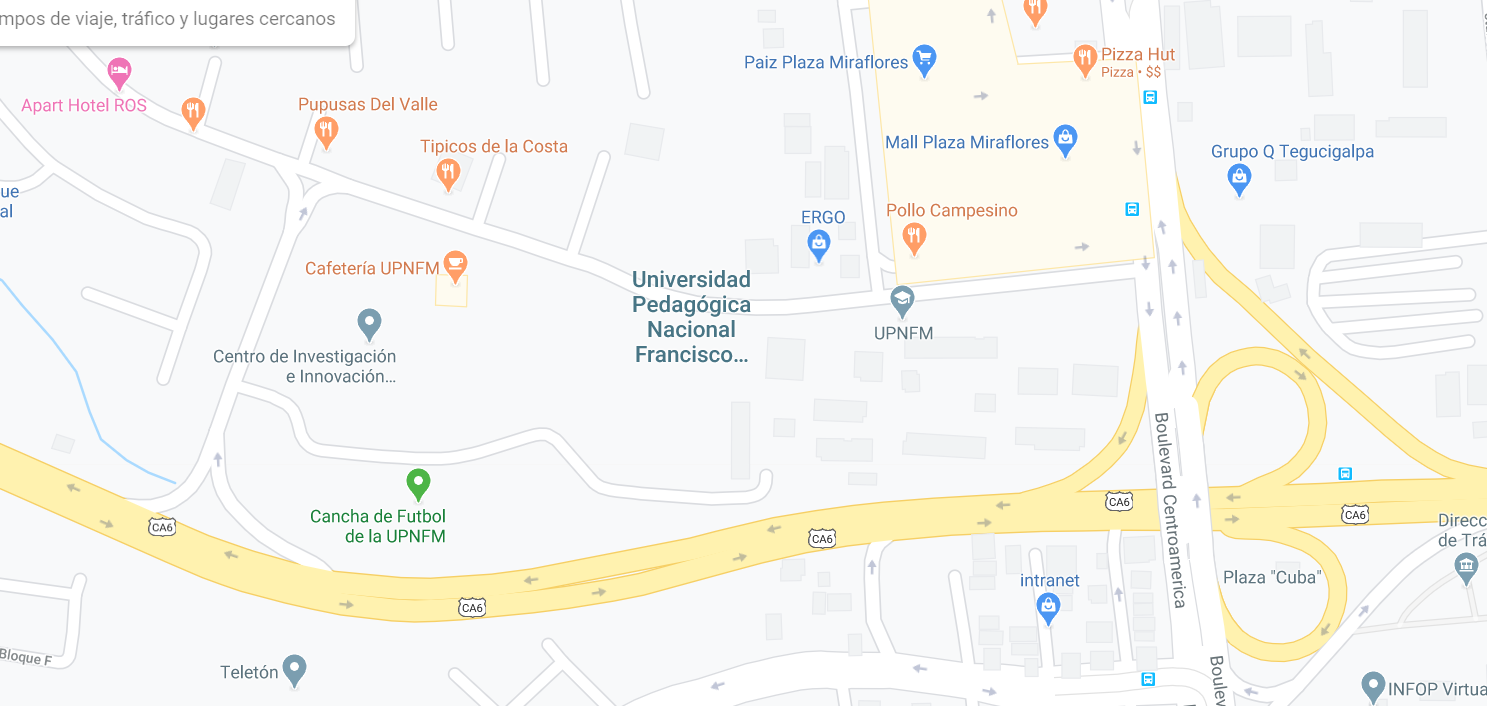 mpos de viaje, tráfico y lugares cercanos
Paiz Plaza Miraflores
Pizza Hut
Pizza • $$
Apart Hotel ROS
Pupusas Del Valle
Tipicos de la Costa
Mall Plaza Miraflores
Grupo Q Tegucigalpa
ue
al
ERGO
Pollo Campesino
Cafetería UPNFM
Universidad
Pedagógica
Nacional
Francisco...
UPNFM
Centro de Investigación
e Innovación...
Boulevard Centroamerica
Cancha de Futbol
de la UPNFM
CA6
CA6
CA6
CA6
CA6
Direcc
de Trá
intranet
Plaza "Cuba"
Bloque F
Teletón
Boulev
INFOP Virtua